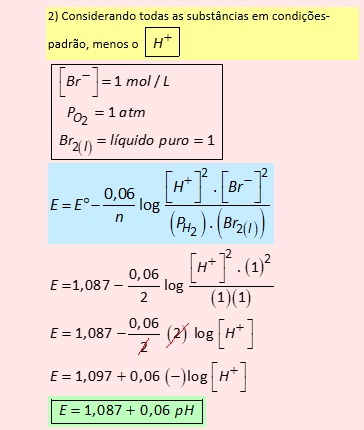 2) Considerando todas as substâncias em condições-
padrão, menos o [H⁺
[Br⁻] = 1 mol / L
P_O₂ = 1 atm
Br₂(l) = líquido puro = 1
E = E° − 0,06/n log [H⁺]² . [Br⁻]² / (P_H₂) . (Br₂(l))
E = 1,087 − 0,06/2 log [H⁺]² . (1)² / (1)(1)
E = 1,087 − 0,06/2 (2) log [H⁺]
E = 1,097 + 0,06 (−)log [H⁺]
E = 1,087 + 0,06 pH